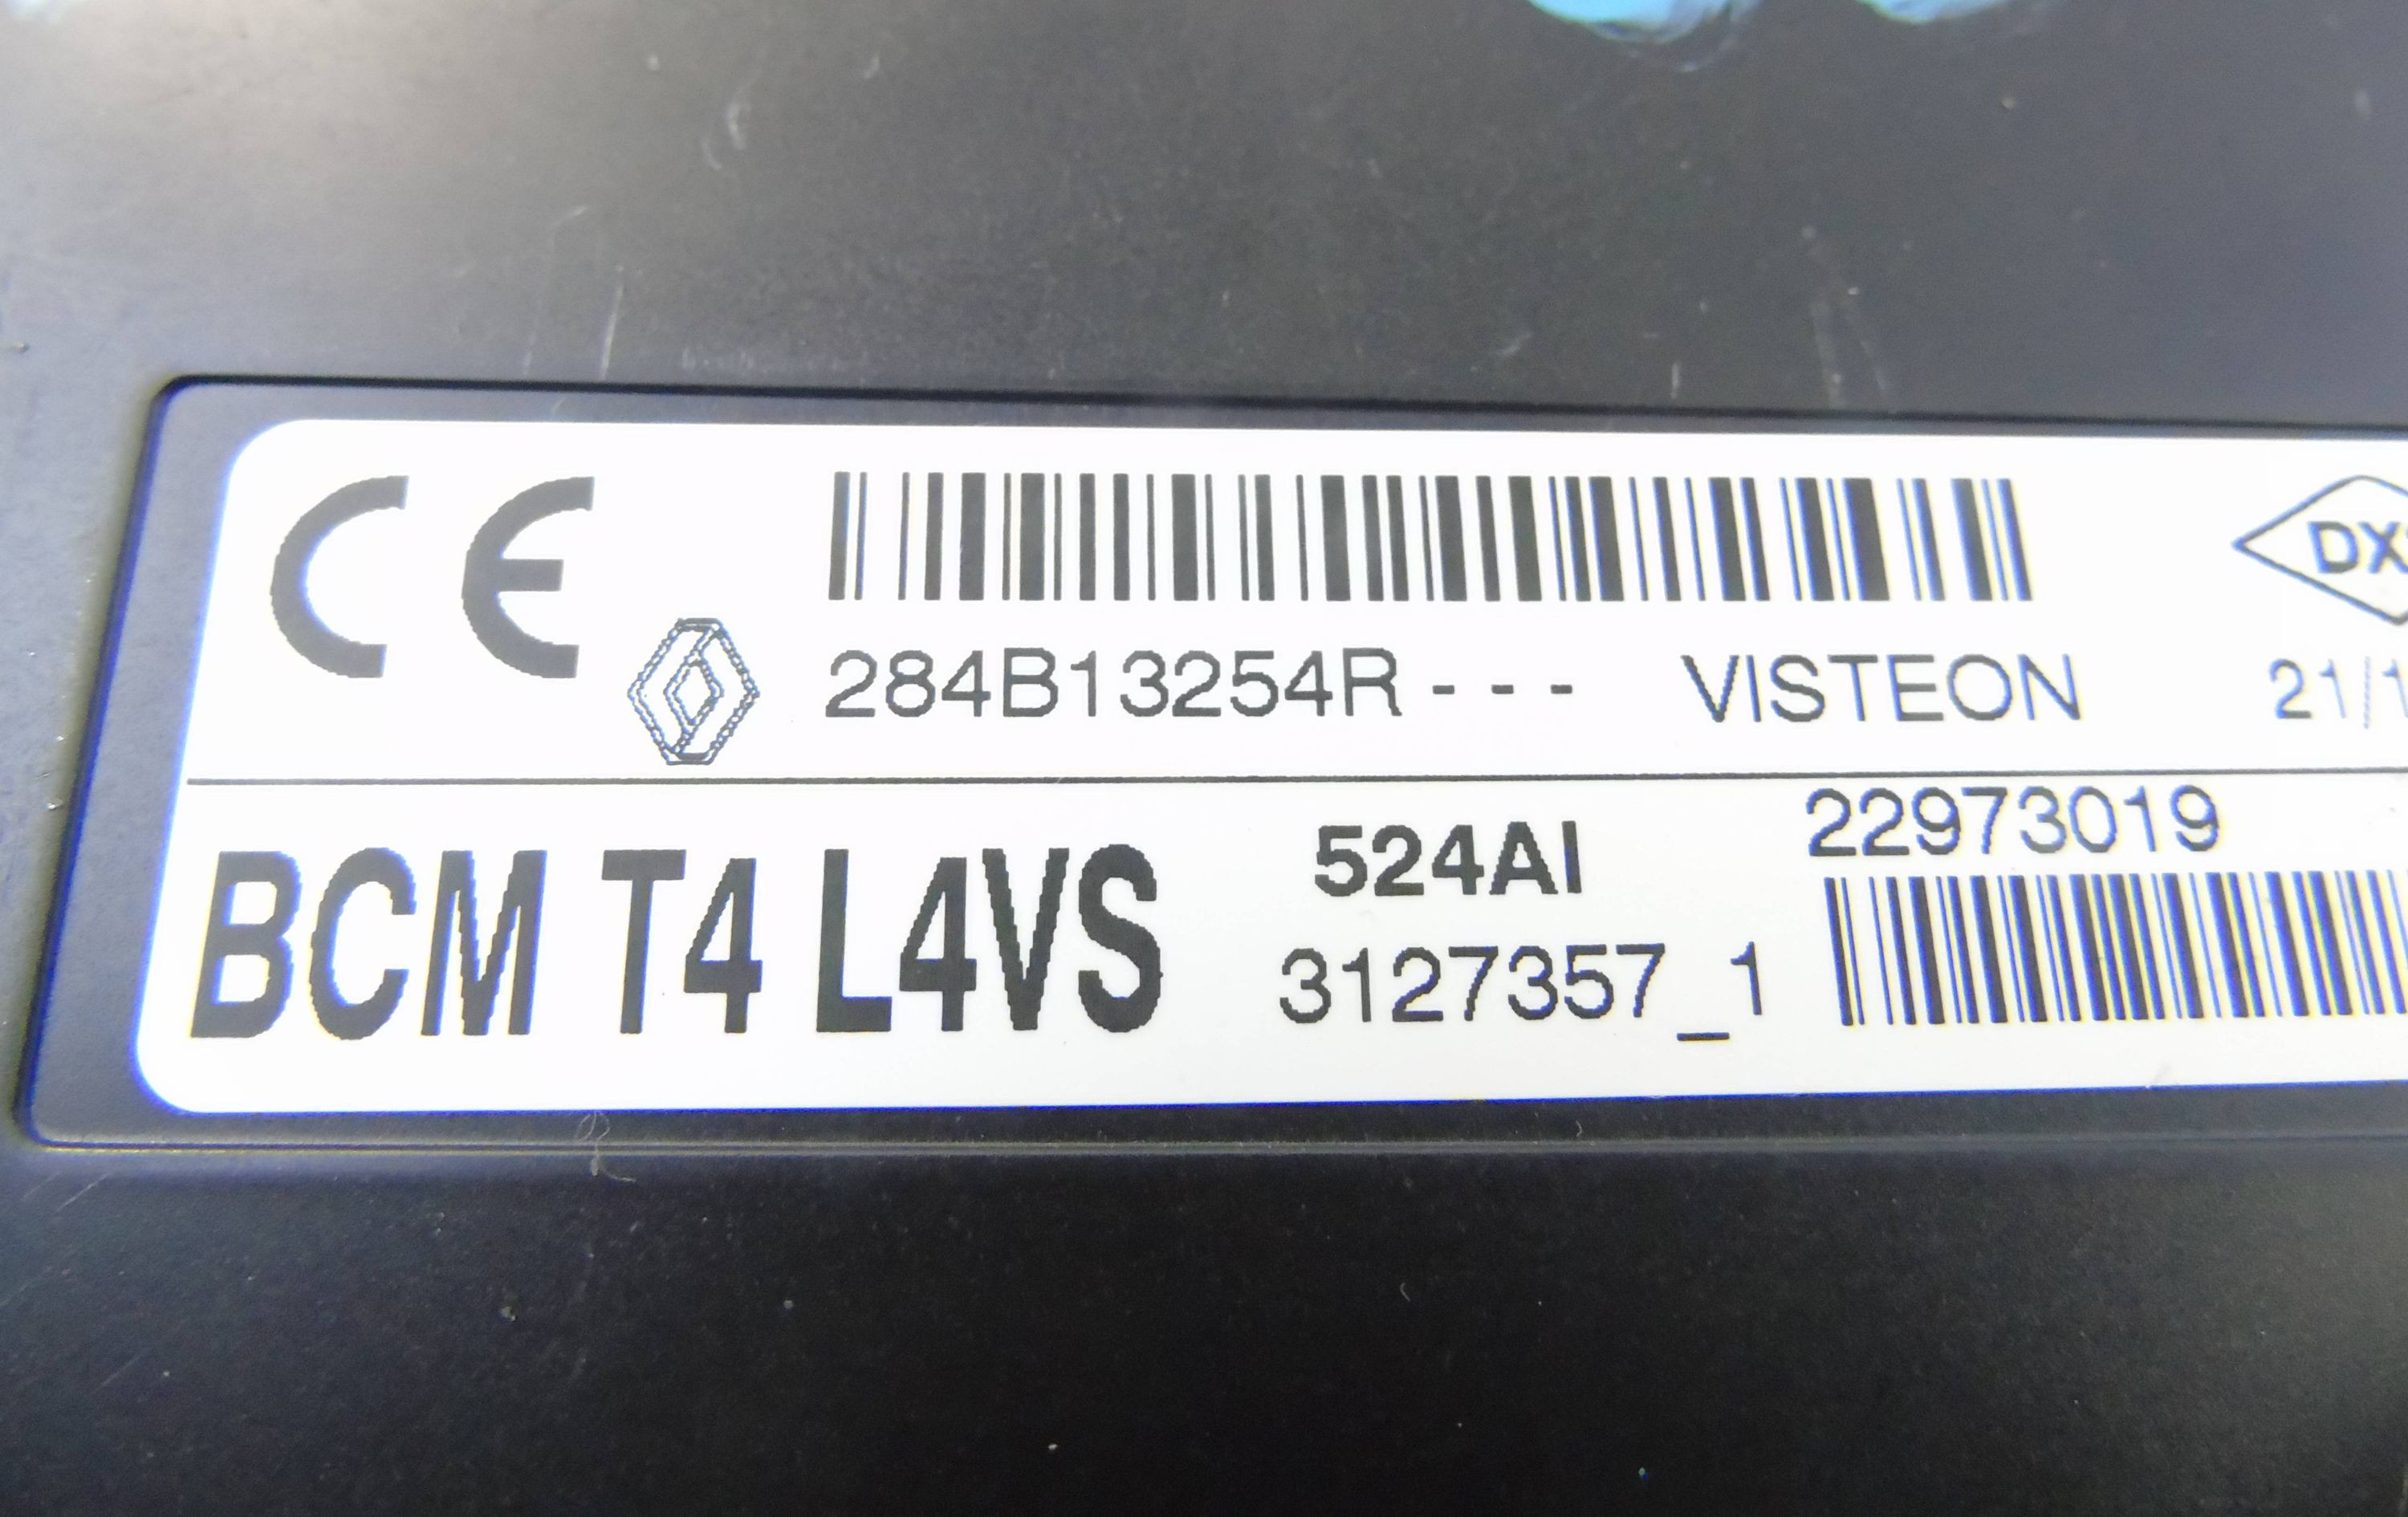 CE
284B13254R--- VISTEON
BCM T4 L4VS
524AI
3127357_1
22973019